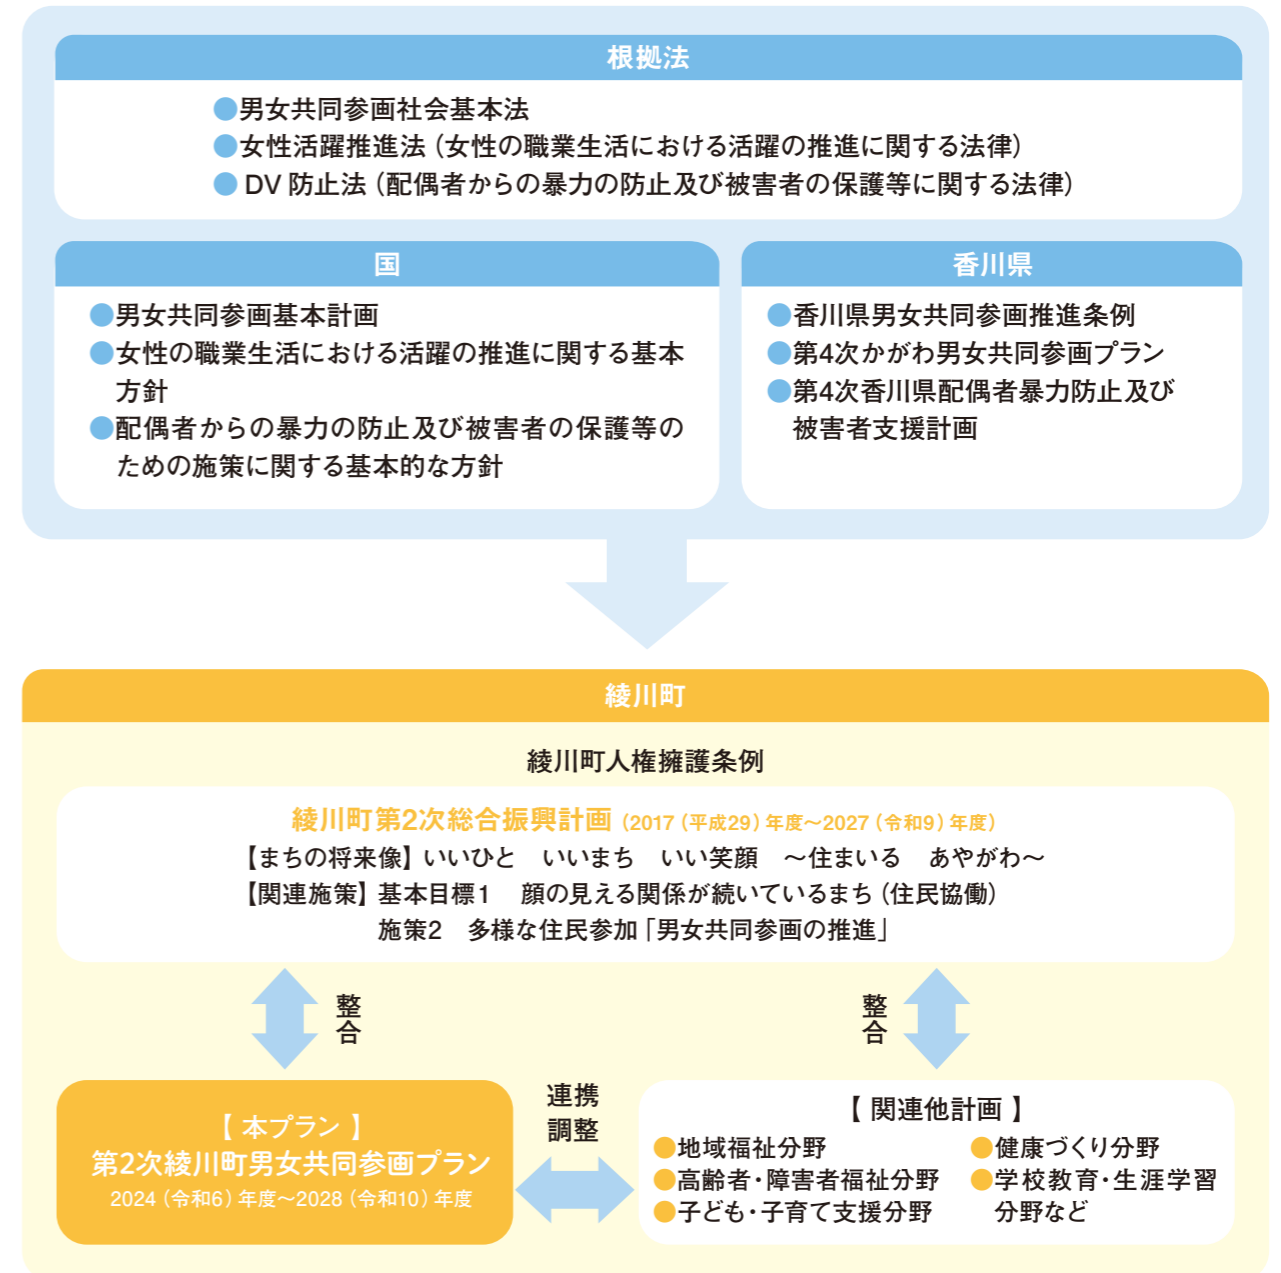 根拠法
●男女共同参画社会基本法
●女性活躍推進法（女性の職業生活における活躍の推進に関する法律）
● DV 防止法（配偶者からの暴力の防止及び被害者の保護等に関する法律）
国
●男女共同参画基本計画
●女性の職業生活における活躍の推進に関する基本
方針
●配偶者からの暴力の防止及び被害者の保護等の
ための施策に関する基本的な方針
香川県
●香川県男女共同参画推進条例
●第4次かがわ男女共同参画プラン
●第4次香川県配偶者暴力防止及び
被害者支援計画
綾川町
綾川町人権擁護条例
綾川町第2次総合振興計画（2017（平成29）年度～2027（令和9）年度）
【まちの将来像】いいひと　いいまち　いい笑顔　～住まいる　あやがわ～
【関連施策】基本目標1　顔の見える関係が続いているまち（住民協働）
施策2　多様な住民参加「男女共同参画の推進」
整合
整合
【 本プラン 】
第2次綾川町男女共同参画プラン
2024（令和6）年度～2028（令和10）年度
連携
調整
【 関連他計画 】
●地域福祉分野
●高齢者・障害者福祉分野
●子ども・子育て支援分野
●健康づくり分野
●学校教育・生涯学習
分野など